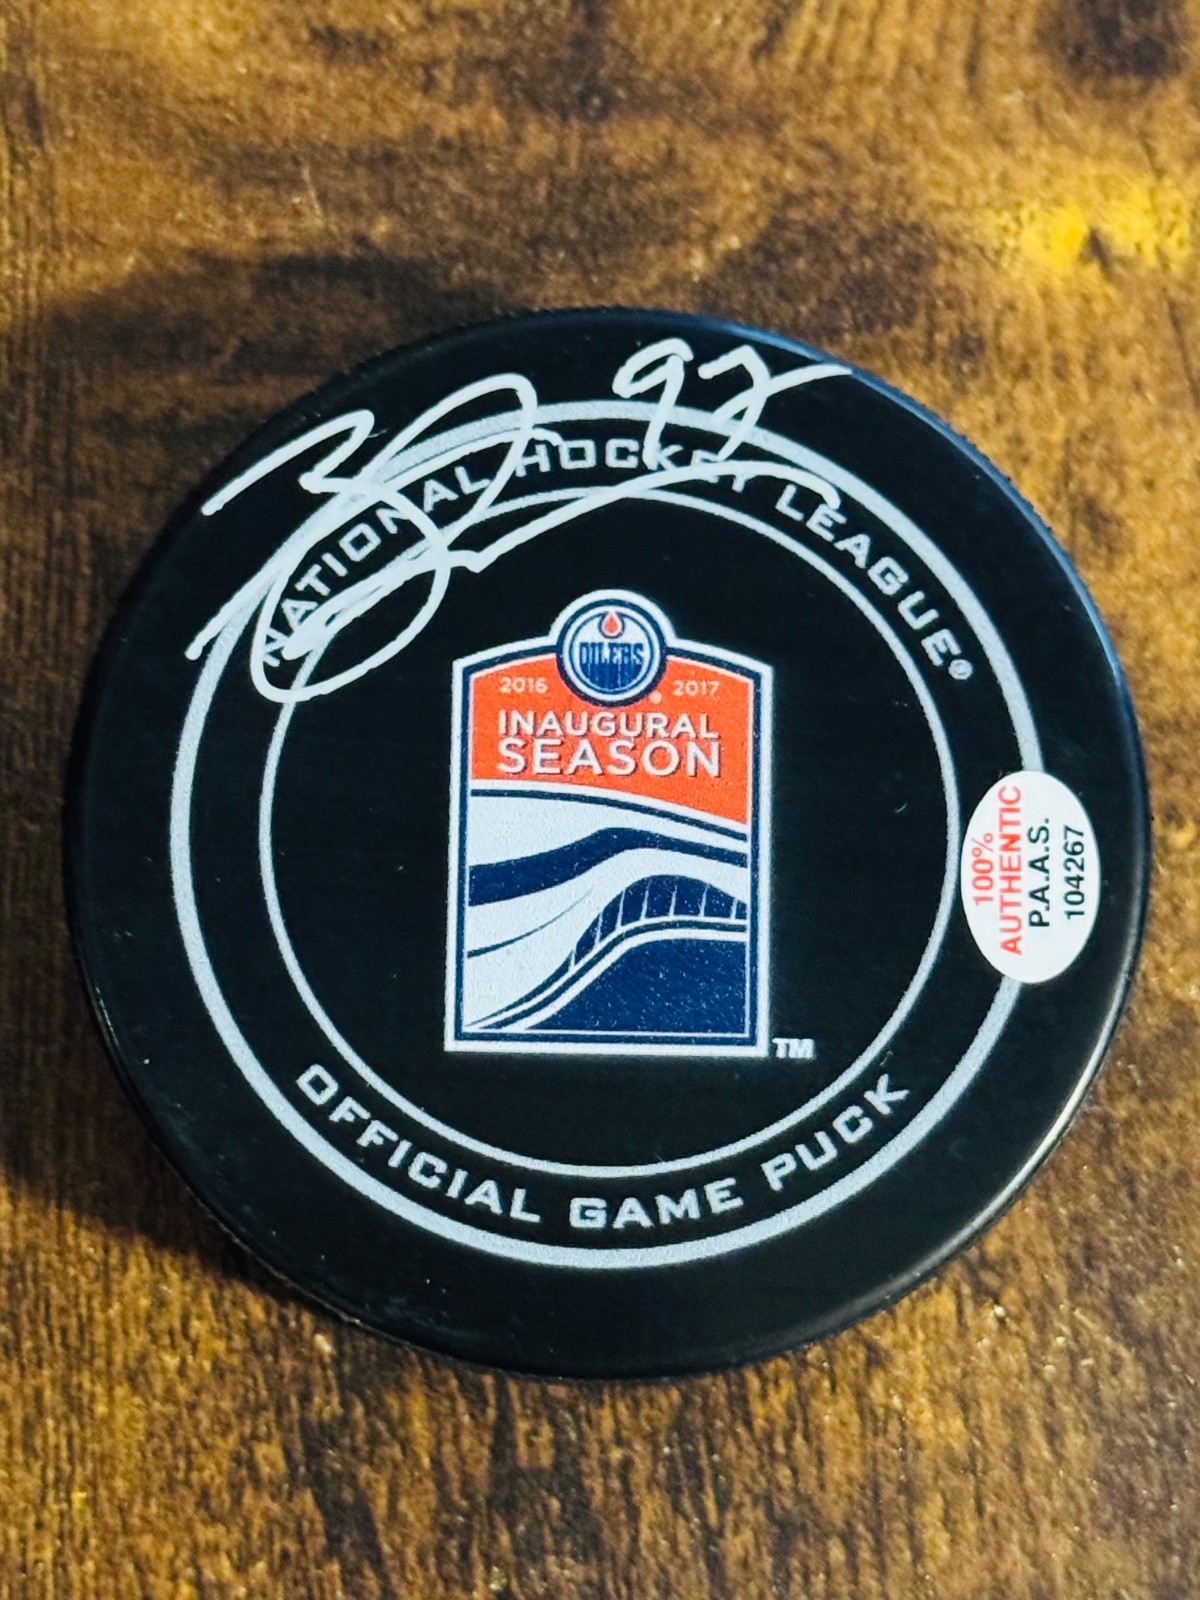 97
NATIONAL HOCKEY LEAGUE®
OILERS
2016 2017
INAUGURAL
SEASON
TM
OFFICIAL GAME PUCK
100%
AUTHENTIC
P.A.A.S.
104267